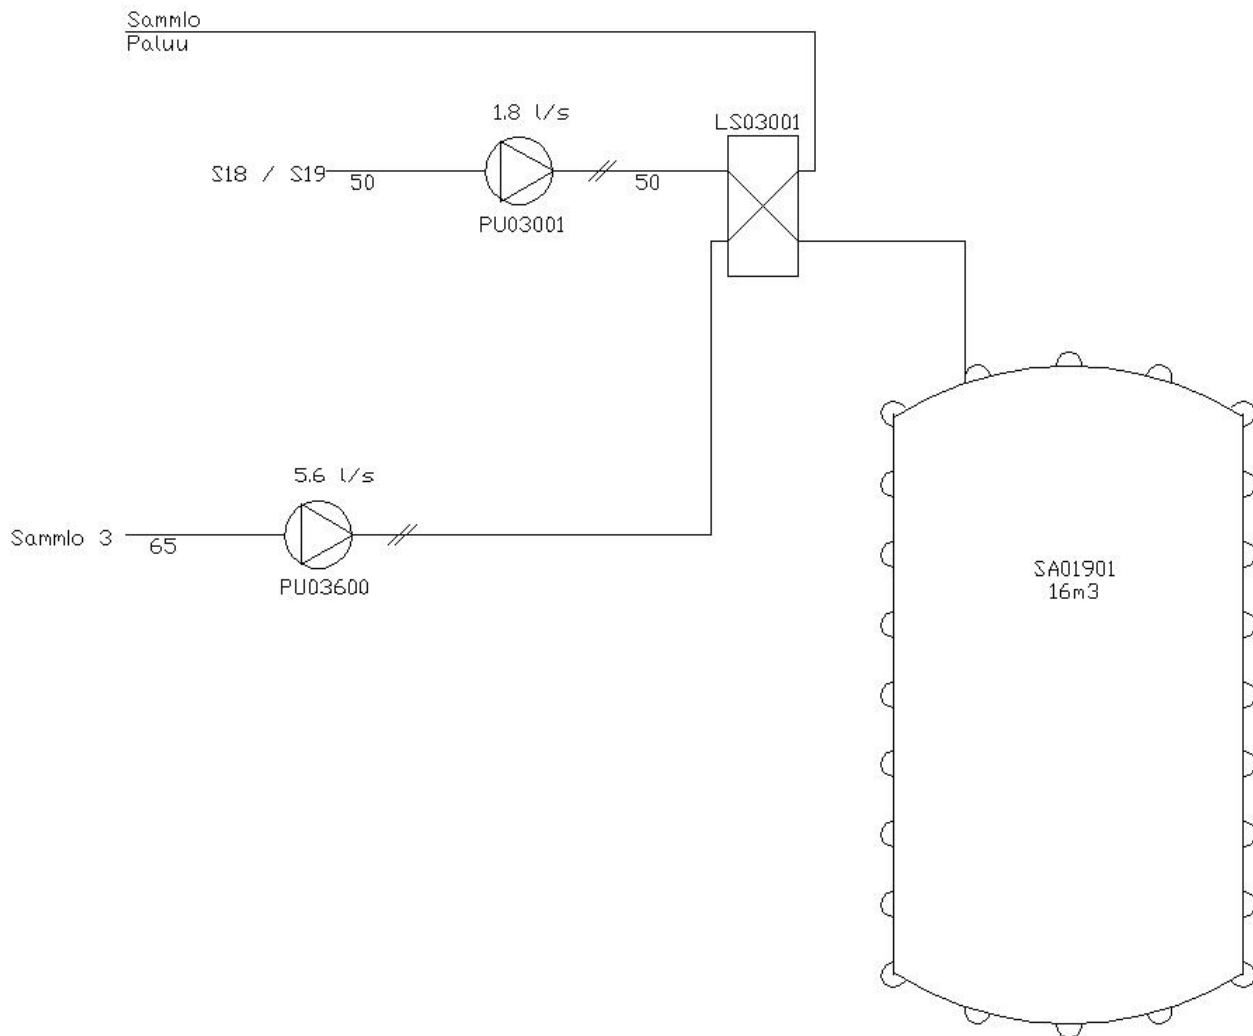 Sammlo
Paluu
1.8 l/s
LS03001
S18 / S19
50
50
PU03001
5.6 l/s
Sammlo 3
65
PU03600
SA01901
16m3